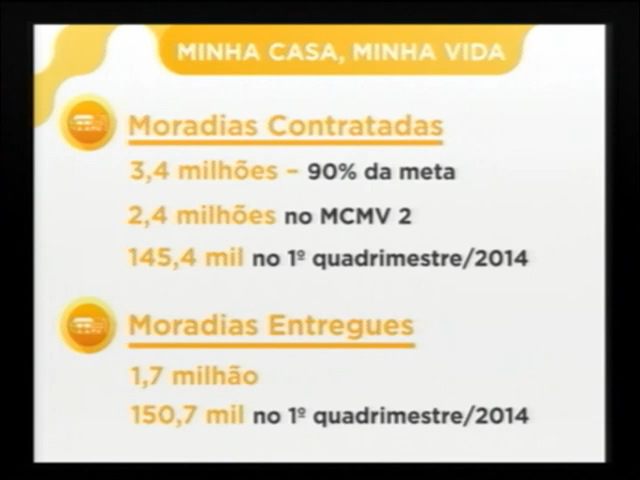 MINHA CASA, MINHA VIDA
Moradias Contratadas
3,4 milhões – 90% da meta
2,4 milhões no MCMV 2
145,4 mil no 1º quadrimestre/2014
Moradias Entregues
1,7 milhão
150,7 mil no 1º quadrimestre/2014